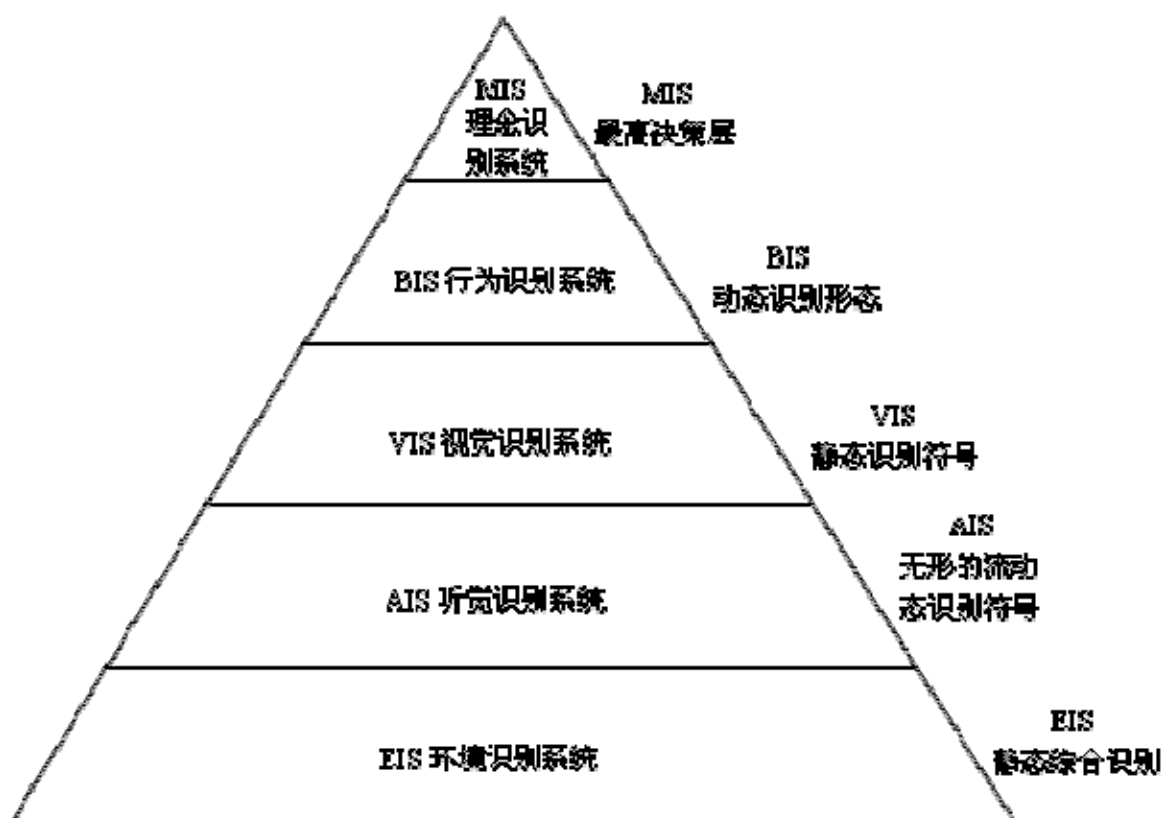 MIS
理念识
别系统
MIS
最高决策层
BIS 行为识别系统
BIS
动态识别形态
VIS 视觉识别系统
VIS
静态识别符号
AIS 听觉识别系统
AIS
无形的流动
态识别符号
EIS 环境识别系统
EIS
静态综合识别